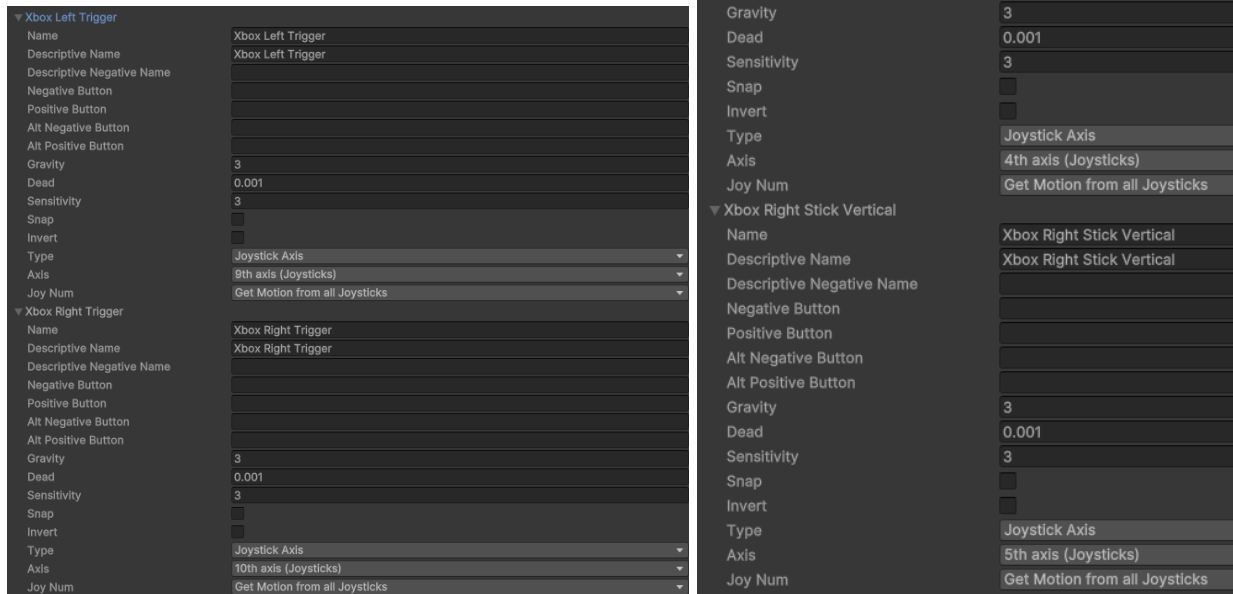 Xbox Left Trigger
Name Xbox Left Trigger
Descriptive Name Xbox Left Trigger
Descriptive Negative Name
Negative Button
Positive Button
Alt Negative Button
Alt Positive Button
Gravity 3
Dead 0.001
Sensitivity 3
Snap
Invert
Type Joystick Axis
Axis 9th axis (Joysticks)
Joy Num Get Motion from all Joysticks
Xbox Right Trigger
Name Xbox Right Trigger
Descriptive Name Xbox Right Trigger
Descriptive Negative Name
Negative Button
Positive Button
Alt Negative Button
Alt Positive Button
Gravity 3
Dead 0.001
Sensitivity 3
Snap
Invert
Type Joystick Axis
Axis 10th axis (Joysticks)
Joy Num Get Motion from all Joysticks
Gravity 3
Dead 0.001
Sensitivity 3
Snap
Invert
Type Joystick Axis
Axis 4th axis (Joysticks)
Joy Num Get Motion from all Joysticks
Xbox Right Stick Vertical
Name Xbox Right Stick Vertical
Descriptive Name Xbox Right Stick Vertical
Descriptive Negative Name
Negative Button
Positive Button
Alt Negative Button
Alt Positive Button
Gravity 3
Dead 0.001
Sensitivity 3
Snap
Invert
Type Joystick Axis
Axis 5th axis (Joysticks)
Joy Num Get Motion from all Joysticks